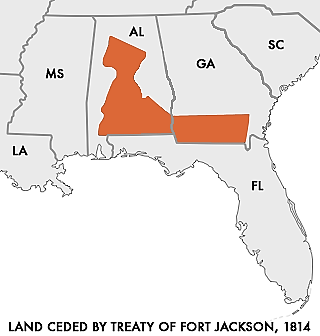 AL
SC
MS
GA
LA
FL
LAND CEDED BY TREATY OF FORT JACKSON, 1814